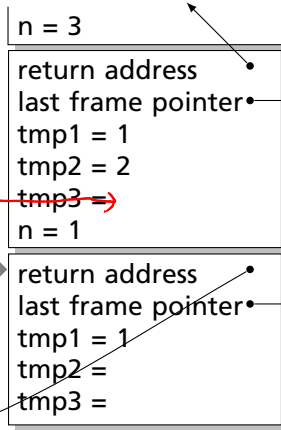 n = 3
return address
last frame pointer
tmp1 = 1
tmp2 = 2
tmp3 =
n = 1
return address
last frame pointer
tmp1 = 1
tmp2 =
tmp3 =